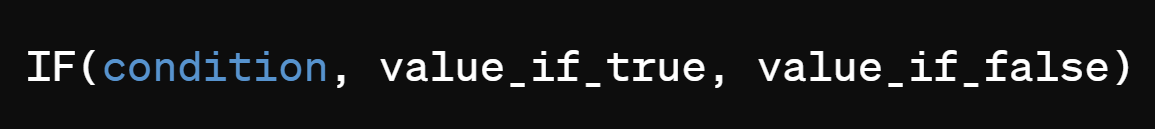 IF(condition, value_if_true, value_if_false)